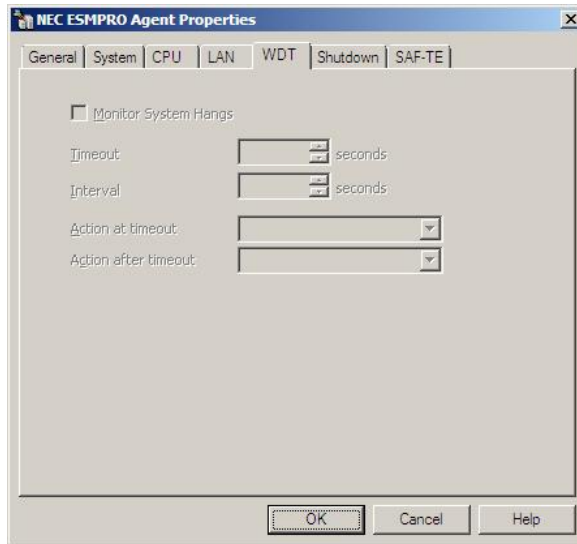 NEC ESMPRO Agent Properties
General System CPU LAN WDT Shutdown SAF-TE
Monitor System Hangs
Timeout seconds
Interval seconds
Action at timeout
Action after timeout
OK Cancel Help